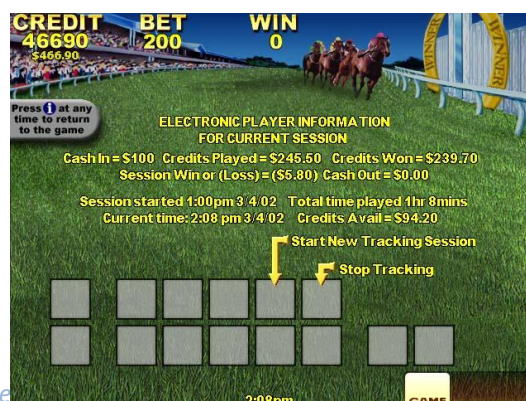 CREDIT BET WIN
46690 200 0
$466.90
WINNER WINNER
Press i at any
time to return
to the game
ELECTRONIC PLAYER INFORMATION
FOR CURRENT SESSION
Cash In = $100 Credits Played = $245.50 Credits Won = $239.70
Session Win or (Loss) = ($5.80) Cash Out = $0.00
Session started 1:00pm 3/4/02 Total time played 1hr 8mins
Current time: 2:08 pm 3/4/02 Credits Avail = $94.20
Start New Tracking Session
Stop Tracking
e
2:08pm
GAME